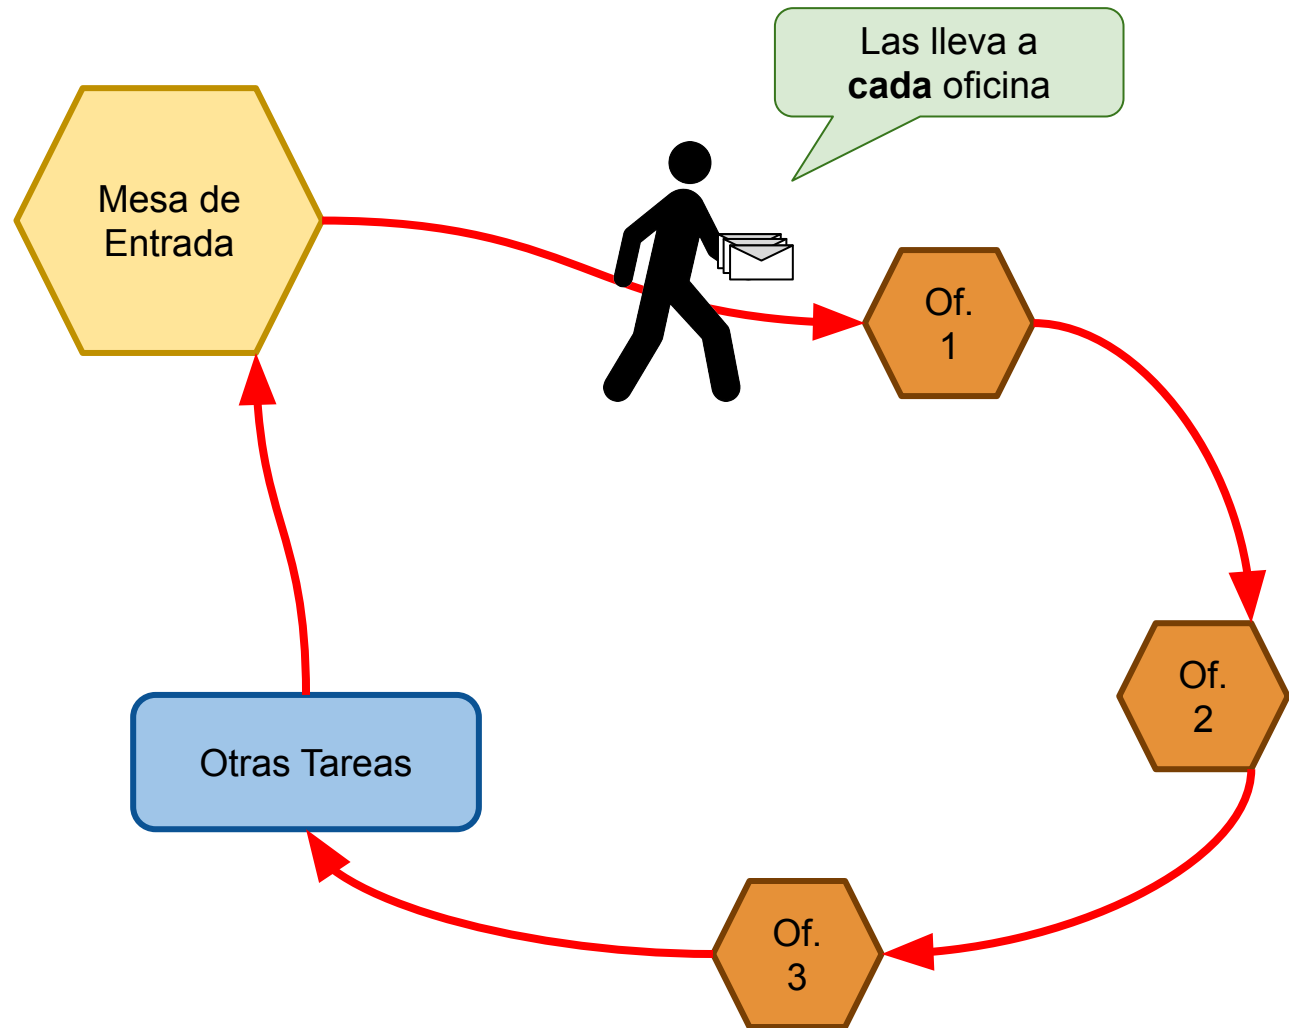 Las lleva a
cada oficina
Mesa de
Entrada
Of.
1
Of.
2
Otras Tareas
Of.
3